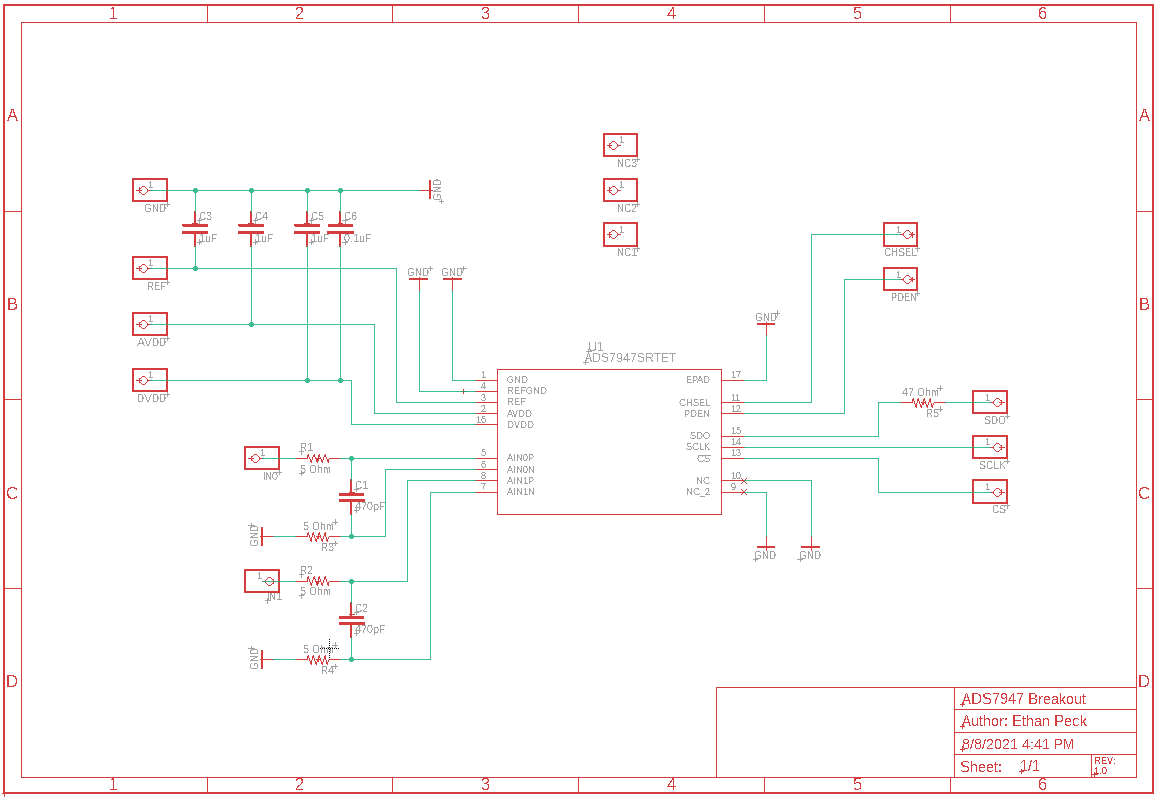 1 2 3 4 5 6
A A
1
NC3
1
GND
GND
1
NC2
C3 C4 C5 C6
1uF 1uF 1uF 0.1uF
1
NC1
1
CHSEL
1
REF
GND GND
1
PDEN
B B
1
AVDD
GND
U1
ADS7947SRTET
1
DVDD
1 GND EPAD 17
4 REFGND
3 REF CHSEL 11
2 AVDD PDEN 12
16 DVDD
47 Ohm
R5
1
SDO
SDO 15
SCLK 14
CS 13
1
SCLK
1
IN0
R1
5 Ohm
5 AIN0P
6 AIN0N
8 AIN1P NC 10
7 AIN1N NC_2 9
1
CS
C C
C1
470pF
GND
5 Ohm
R3
GND GND
1
IN1
R2
5 Ohm
C2
470pF
GND
5 Ohm
R4
D D
ADS7947 Breakout
Author: Ethan Peck
8/8/2021 4:41 PM
Sheet: 1/1
REV:
1.0
1 2 3 4 5 6